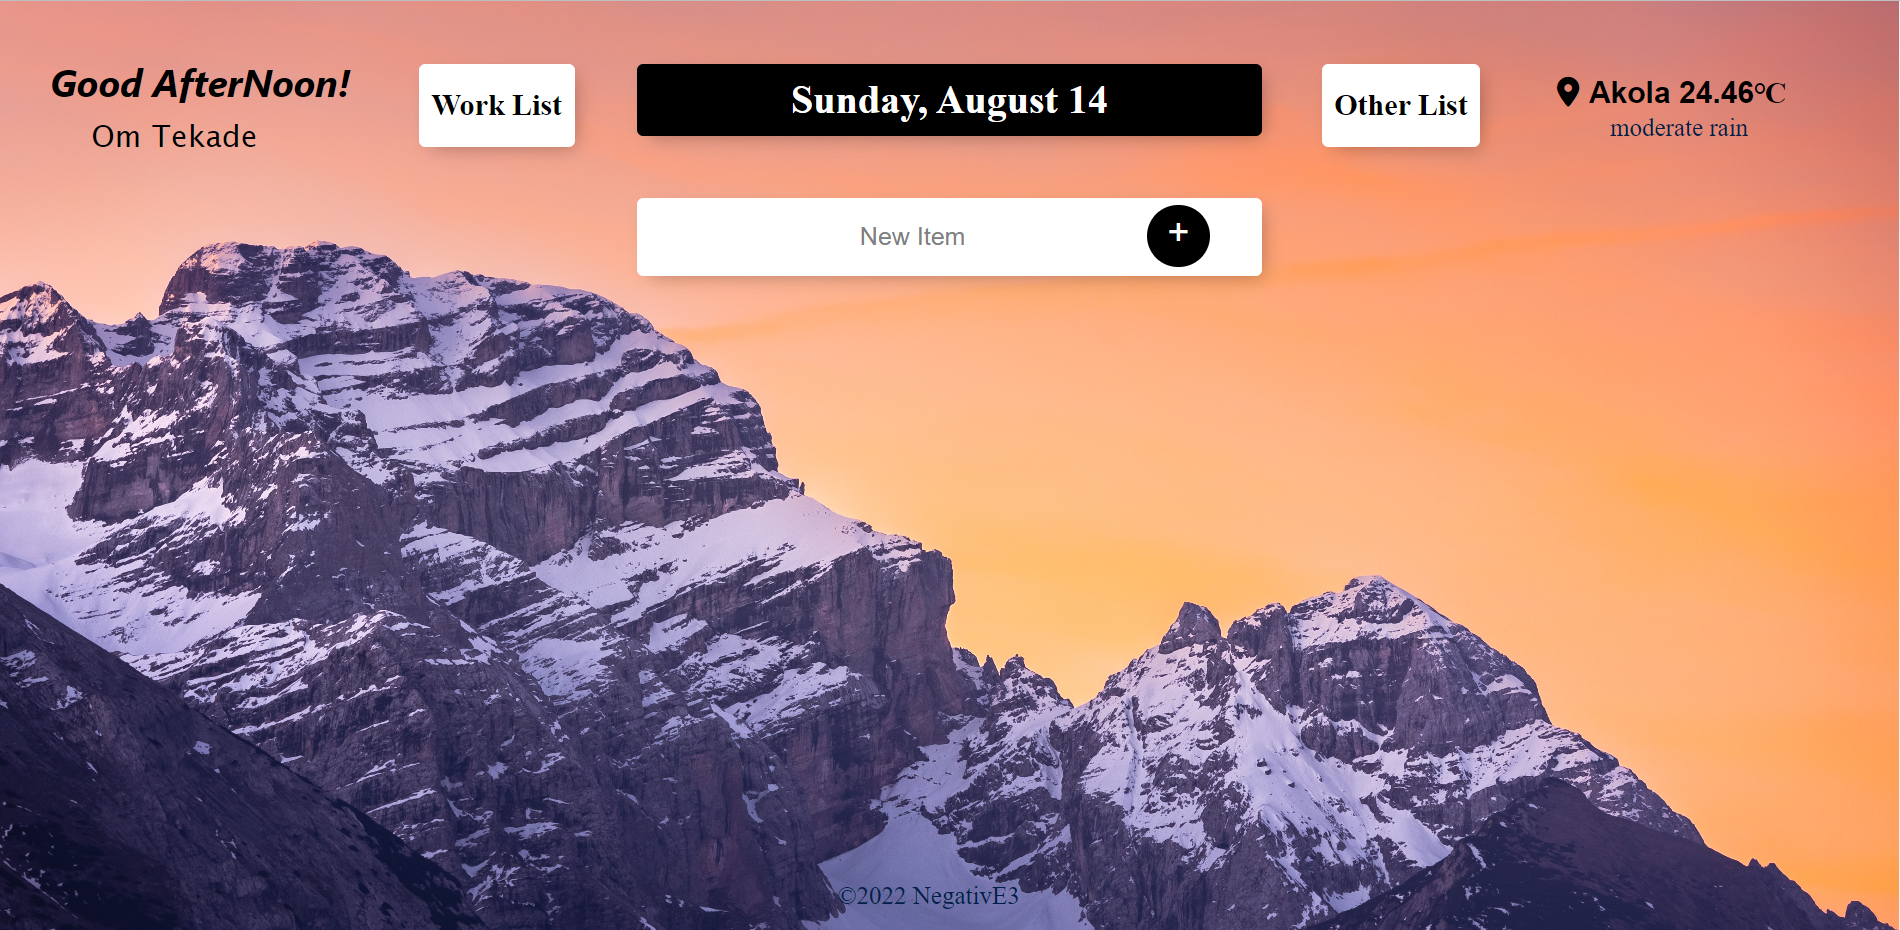 Good AfterNoon!
Om Tekade
Work List
Sunday, August 14
Other List
Akola 24.46°C
moderate rain
New Item
+
©2022 NegativE3